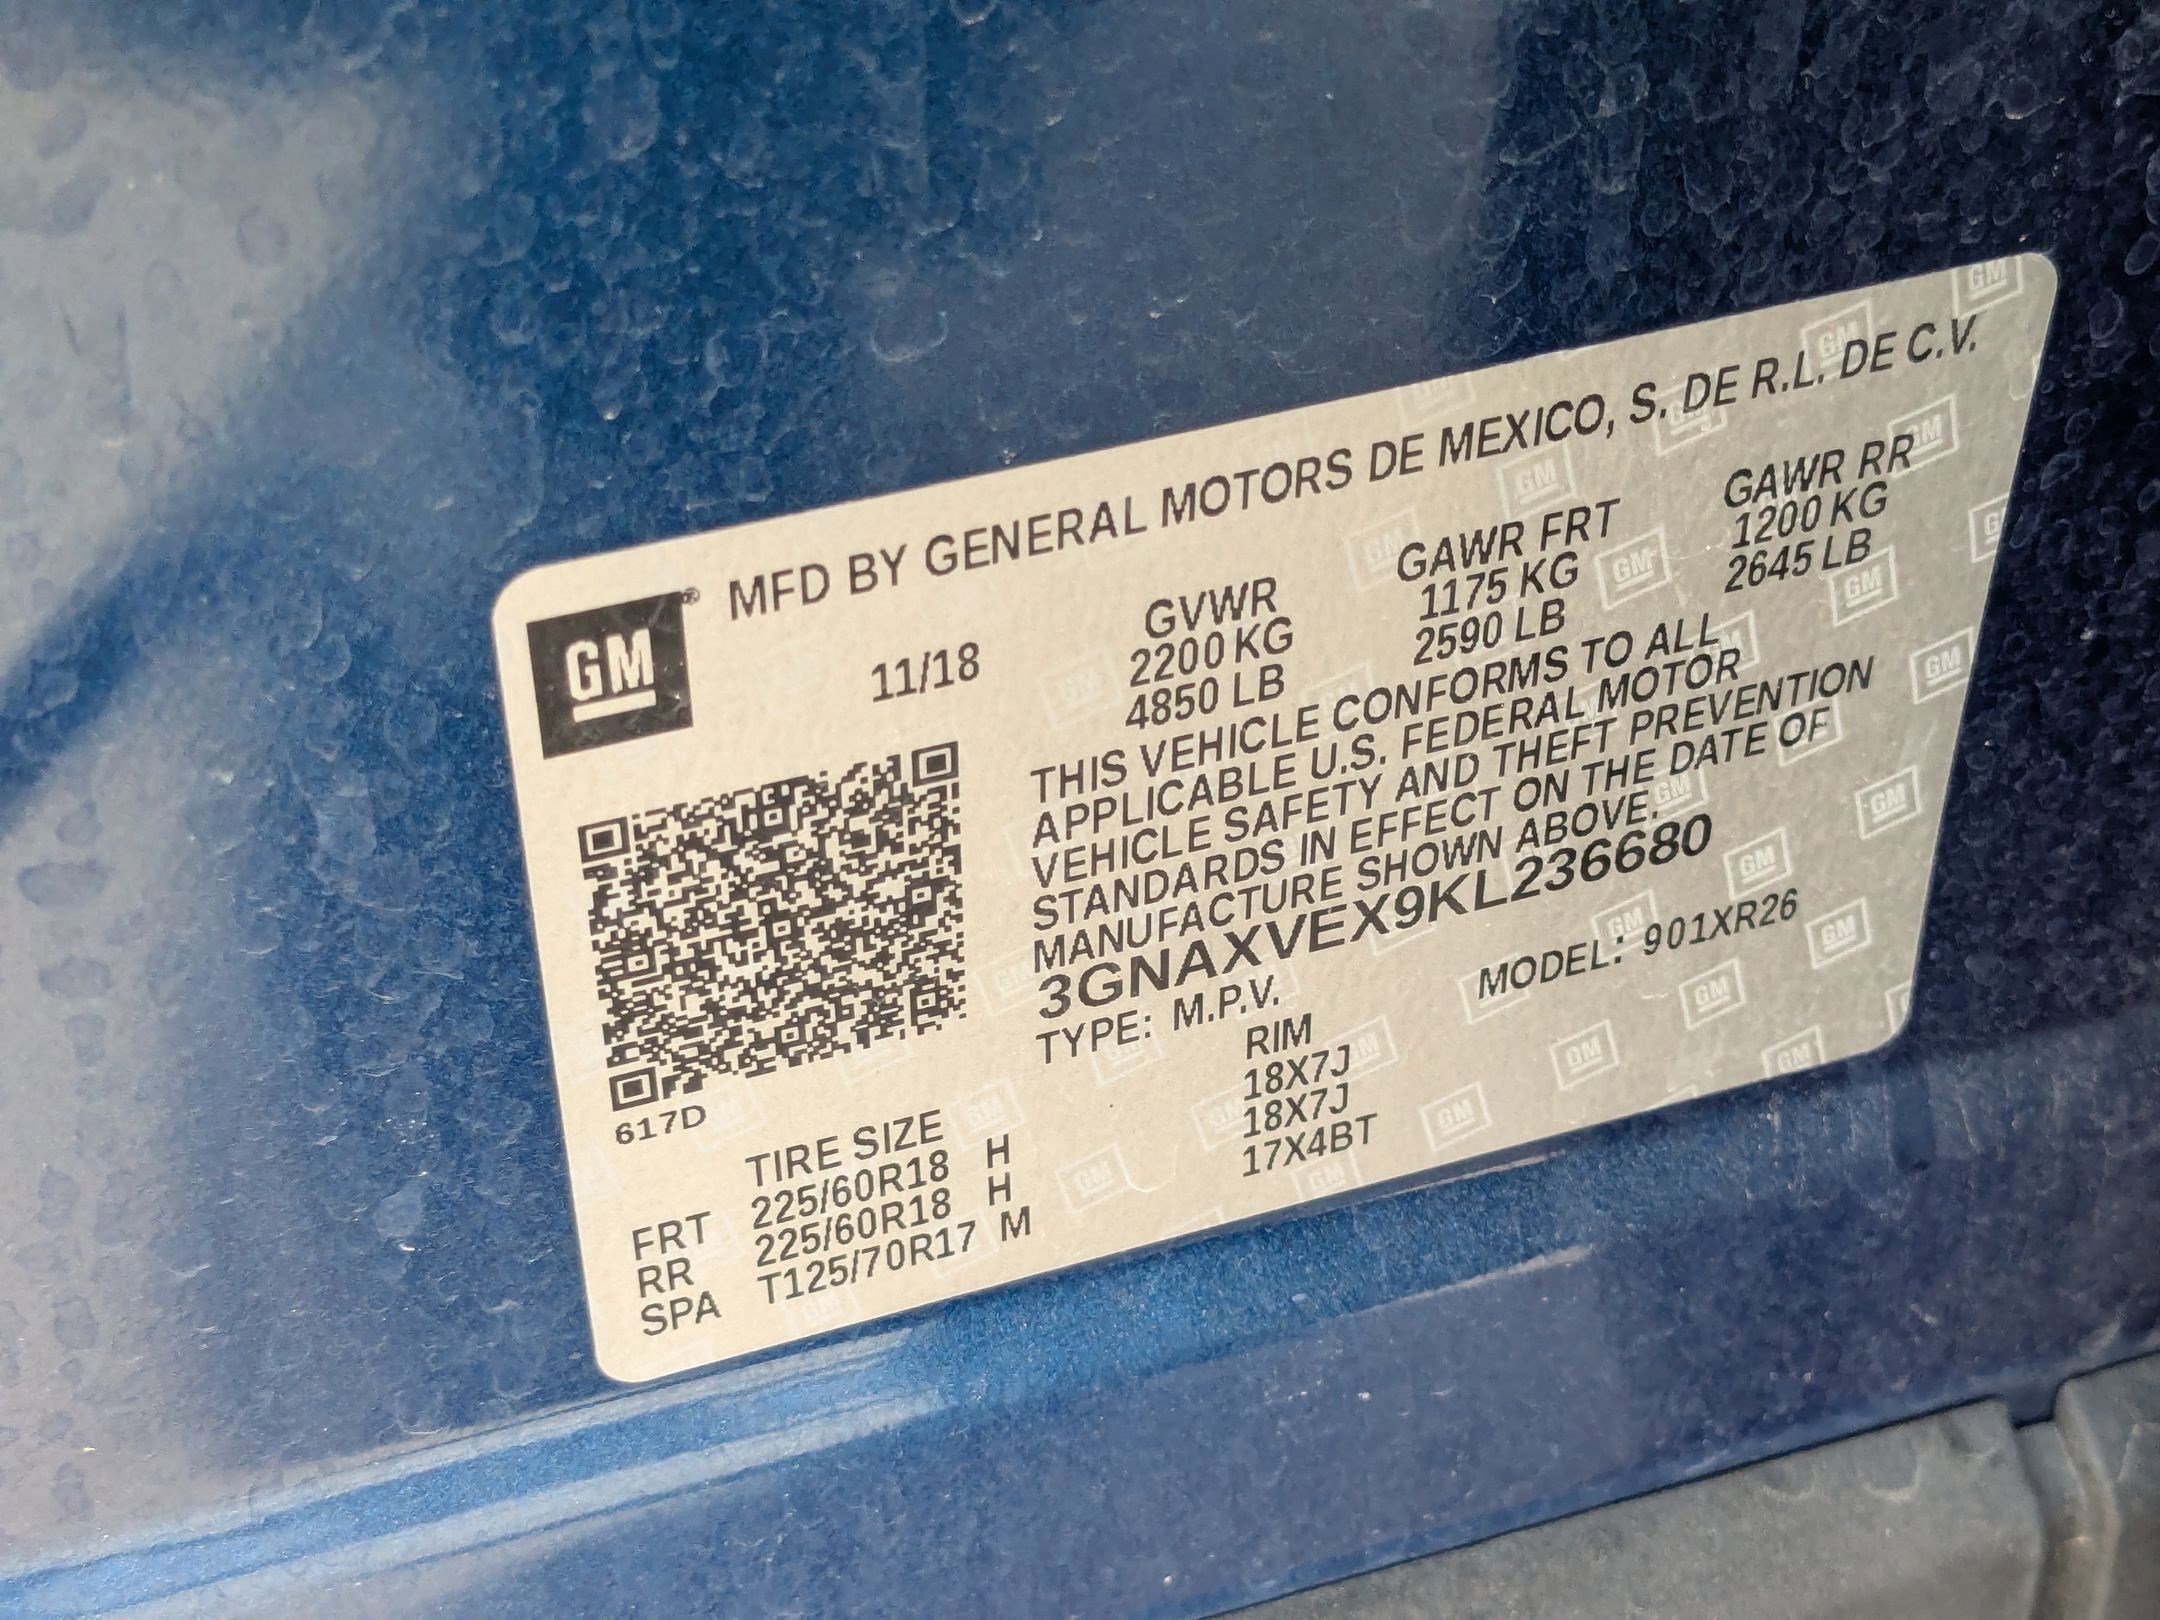 GM® MFD BY GENERAL MOTORS DE MEXICO, S. DE R.L. DE C.V.
11/18
GVWR GAWR FRT GAWR RR
2200 KG 1175 KG 1200 KG
4850 LB 2590 LB 2645 LB
THIS VEHICLE CONFORMS TO ALL
APPLICABLE U.S. FEDERAL MOTOR
VEHICLE SAFETY AND THEFT PREVENTION
STANDARDS IN EFFECT ON THE DATE OF
MANUFACTURE SHOWN ABOVE.
3GNAXVEX9KL236680
TYPE: M.P.V. MODEL: 901XR26
617D
TIRE SIZE RIM
FRT 225/60R18 H 18X7J
RR 225/60R18 H 18X7J
SPA T125/70R17 M 17X4BT